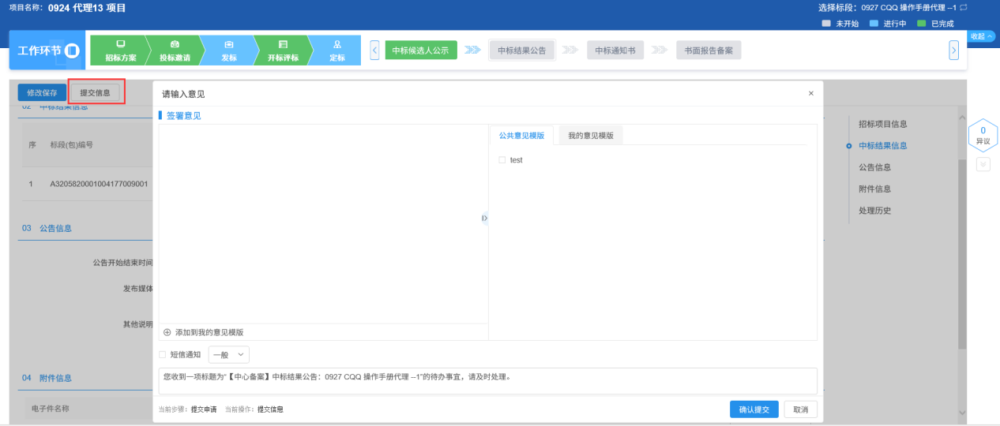 项目名称: 0924 代理13 项目
选择标段: 0927 CQQ 操作手册代理 –1
未开始 进行中 已完成
收起
工作环节
招标方案 投标邀请 发标 开标评标 定标
中标候选人公示 中标结果公告 中标通知书 书面报告备案
修改保存 提交信息
请输入意见 ×
02 中标结果信息
签署意见
招标项目信息
公共意见模版 我的意见模版
0
异议
序 标段(包)编号
中标结果信息
test
公告信息
1 A3205820001004177009001
附件信息
处理历史
03 公告信息
公告开始结束时间
发布媒体
其他说明
添加到我的意见模版
短信通知 一般
04 附件信息
您收到一项标题为“【中心备案】中标结果公告：0927 CQQ 操作手册代理 –1”的待办事宜，请及时处理。
电子件名称
当前步骤: 提交申请 当前操作: 提交信息
确认提交 取消